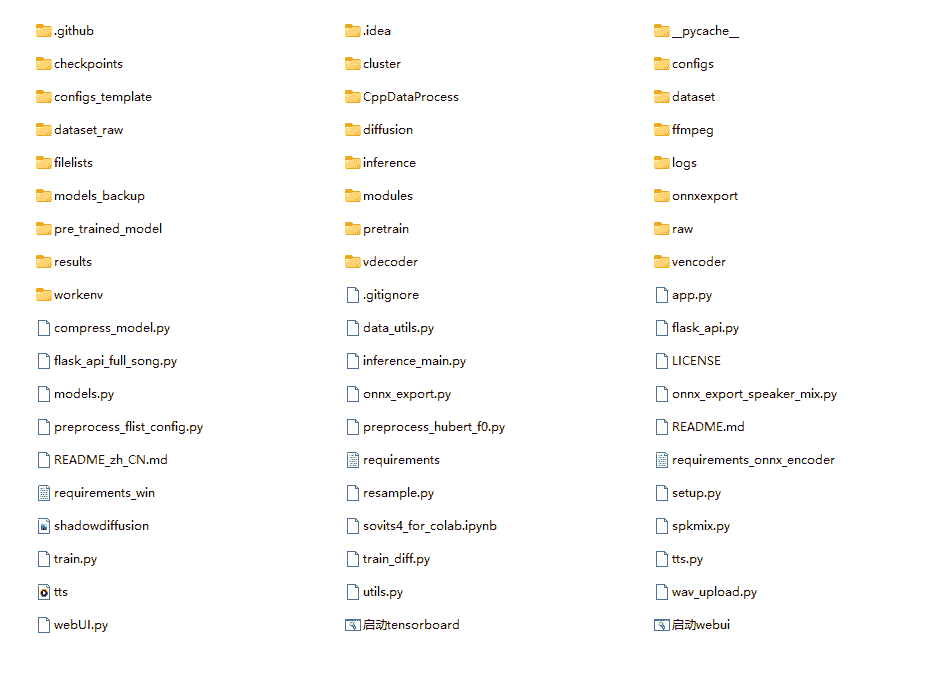 .github .idea __pycache__
checkpoints cluster configs
configs_template CppDataProcess dataset
dataset_raw diffusion ffmpeg
filelists inference logs
models_backup modules onnxexport
pre_trained_model pretrain raw
results vdecoder vencoder
workenv .gitignore app.py
compress_model.py data_utils.py flask_api.py
flask_api_full_song.py inference_main.py LICENSE
models.py onnx_export.py onnx_export_speaker_mix.py
preprocess_flist_config.py preprocess_hubert_f0.py README.md
README_zh_CN.md requirements requirements_onnx_encoder
requirements_win resample.py setup.py
shadowdiffusion sovits4_for_colab.ipynb spkmix.py
train.py train_diff.py tts.py
tts utils.py wav_upload.py
webUI.py 启动tensorboard 启动webui